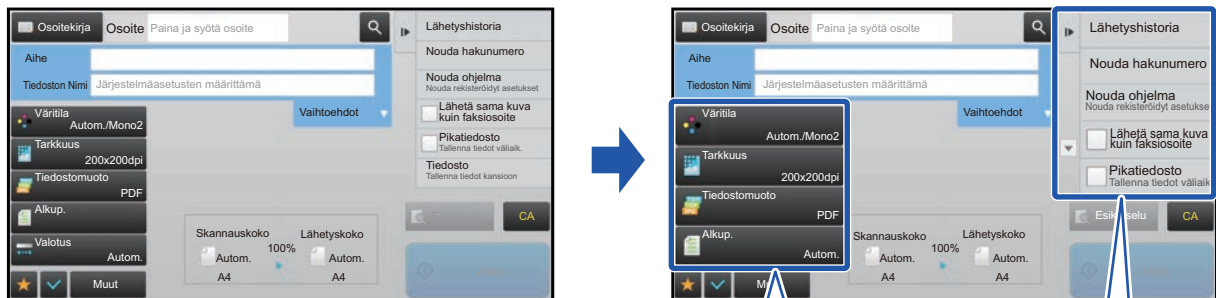 Osoitekirja Osoite Paina ja syötä osoite
Aihe
Tiedoston Nimi Järjestelmäasetusten määrittämä
Vaihtoehdot
Väritila
Autom./Mono2
Tarkkuus
200x200dpi
Tiedostomuoto
PDF
Alkup.
Valotus
Autom.
Muut
Skannauskoko
Autom.
A4
100%
Lähetyskoko
Autom.
A4
Lähetyshistoria
Nouda hakunumero
Nouda ohjelma
Nouda rekisteröidyt asetukset
Lähetä sama kuva
kuin faksiosoite
Pikatiedosto
Tallenna tiedot väliaik.
Tiedosto
Tallenna tiedot kansioon
CA
Osoitekirja Osoite Paina ja syötä osoite
Aihe
Tiedoston Nimi Järjestelmäasetusten määrittämä
Vaihtoehdot
Väritila
Autom./Mono2
Tarkkuus
200x200dpi
Tiedostomuoto
PDF
Alkup.
Autom.
Skannauskoko
Autom.
A4
100%
Lähetyskoko
Autom.
A4
Lähetyshistoria
Nouda hakunumero
Nouda ohjelma
Nouda rekisteröidyt asetukse
Lähetä sama kuva
kuin faksiosoite
Pikatiedosto
Tallenna tiedot väliaik
CA